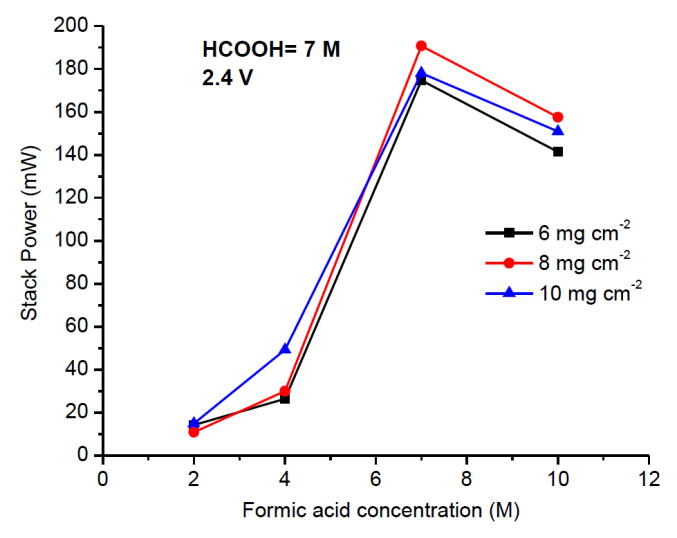 200
180
160
140
120
100
80
60
40
20
0
Stack Power (mW)
HCOOH= 7 M
2.4 V
6 mg cm⁻²
8 mg cm⁻²
10 mg cm⁻²
0 2 4 6 8 10 12
Formic acid concentration (M)